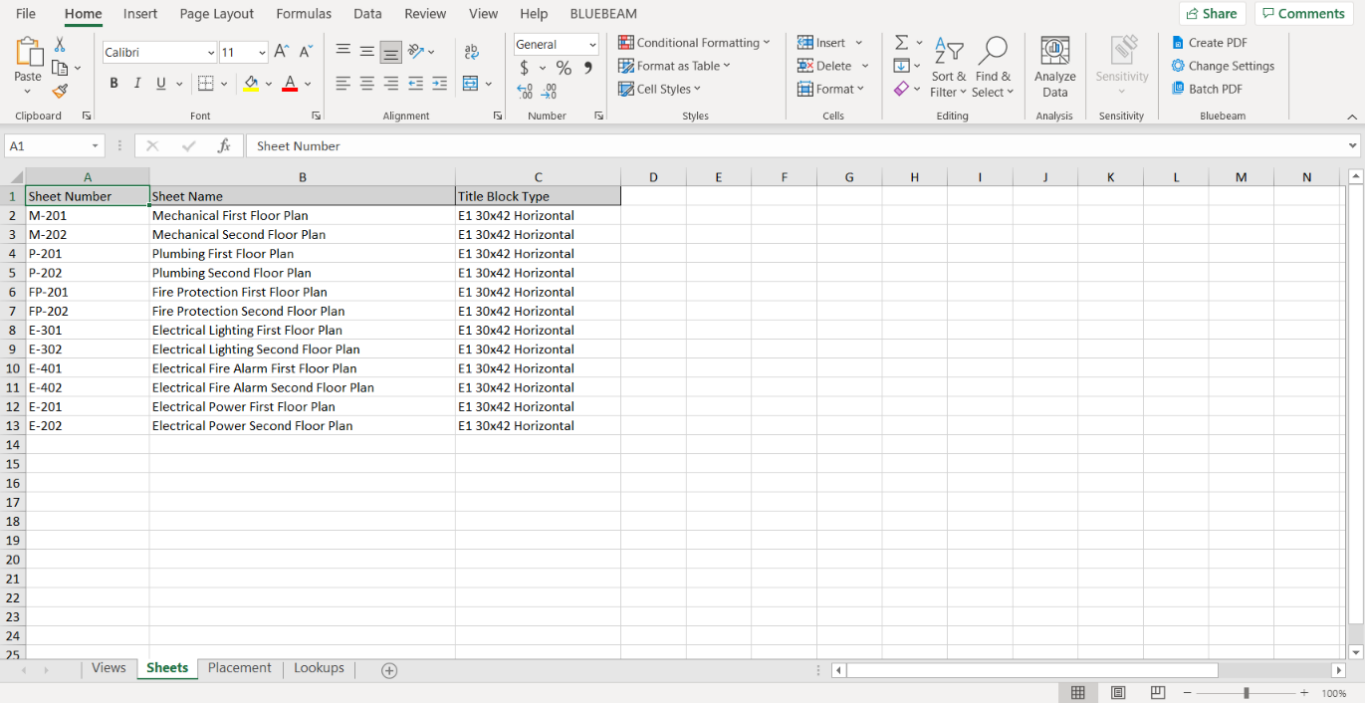 File Home Insert Page Layout Formulas Data Review View Help BLUEBEAM Share Comments
Paste
Clipboard
Calibri 11
B I U A
Font
ab
Alignment
General
$ % 9
Number
Conditional Formatting
Format as Table
Cell Styles
Styles
Insert
Delete
Format
Cells
Sort & Filter
Find & Select
Editing
Analyze Data
Analysis
Sensitivity
Sensitivity
Create PDF
Change Settings
Batch PDF
Bluebeam
A1 fx Sheet Number
A B C D E F G H I J K L M N
1 Sheet Number Sheet Name Title Block Type
2 M-201 Mechanical First Floor Plan E1 30x42 Horizontal
3 M-202 Mechanical Second Floor Plan E1 30x42 Horizontal
4 P-201 Plumbing First Floor Plan E1 30x42 Horizontal
5 P-202 Plumbing Second Floor Plan E1 30x42 Horizontal
6 FP-201 Fire Protection First Floor Plan E1 30x42 Horizontal
7 FP-202 Fire Protection Second Floor Plan E1 30x42 Horizontal
8 E-301 Electrical Lighting First Floor Plan E1 30x42 Horizontal
9 E-302 Electrical Lighting Second Floor Plan E1 30x42 Horizontal
10 E-401 Electrical Fire Alarm First Floor Plan E1 30x42 Horizontal
11 E-402 Electrical Fire Alarm Second Floor Plan E1 30x42 Horizontal
12 E-201 Electrical Power First Floor Plan E1 30x42 Horizontal
13 E-202 Electrical Power Second Floor Plan E1 30x42 Horizontal
14
15
16
17
18
19
20
21
22
23
24
25
Views Sheets Placement Lookups
100%